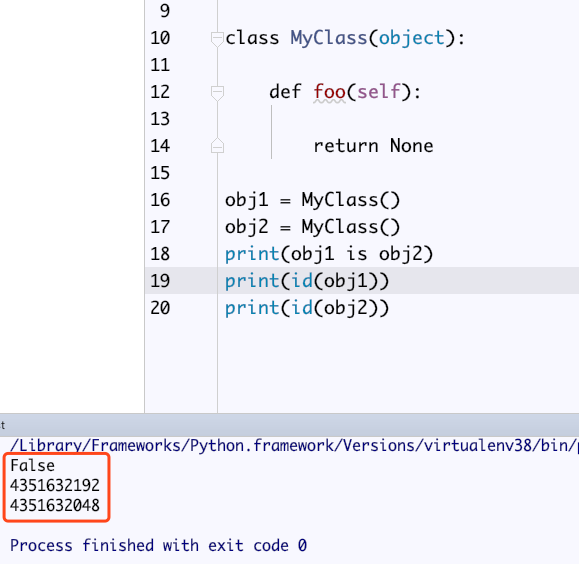 9
10 class MyClass(object):
11
12 def foo(self):
13
14 return None
15
16 obj1 = MyClass()
17 obj2 = MyClass()
18 print(obj1 is obj2)
19 print(id(obj1))
20 print(id(obj2))
/Library/Frameworks/Python.framework/Versions/virtualenv38/bin/
False
4351632192
4351632048
Process finished with exit code 0